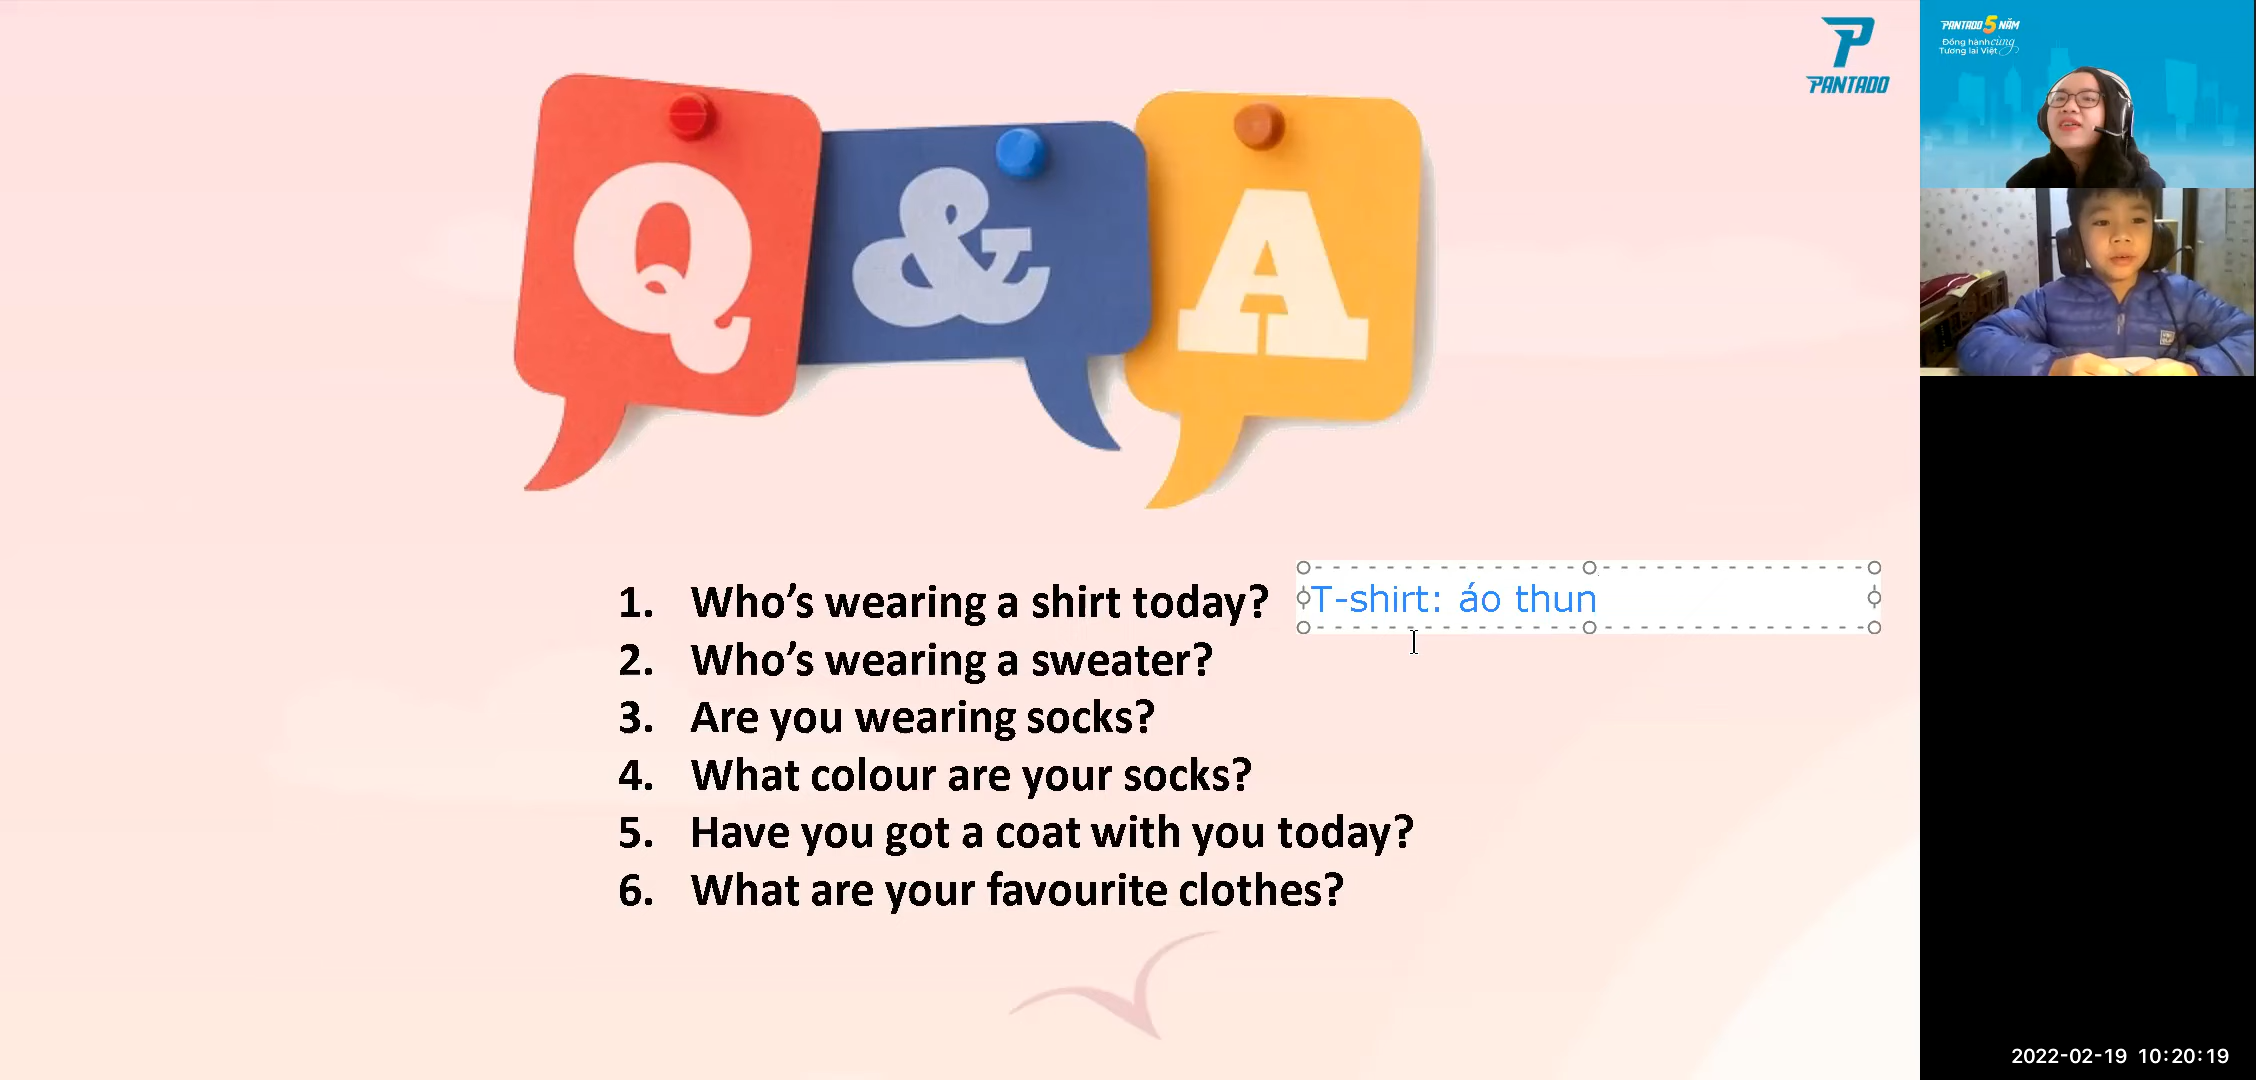 Q & A
PANTADO
PANTADO 5 NĂM
Đồng hành cùng
Tương lai Việt
1. Who’s wearing a shirt today?
T-shirt: áo thun
2. Who’s wearing a sweater?
3. Are you wearing socks?
4. What colour are your socks?
5. Have you got a coat with you today?
6. What are your favourite clothes?
2022-02-19 10:20:19